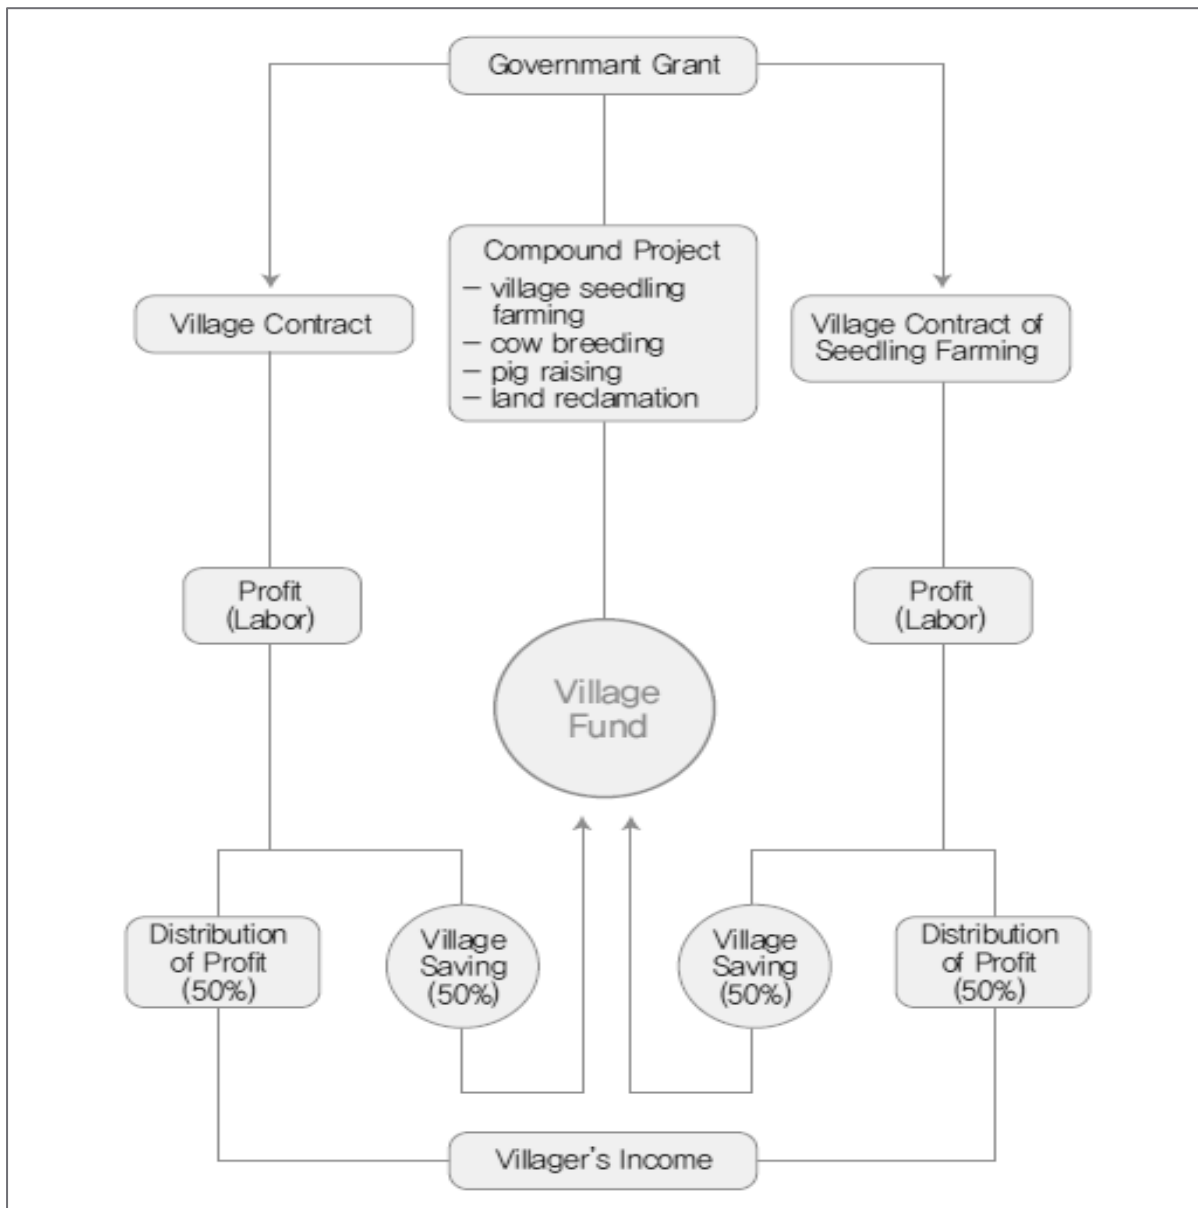 Governmant Grant
Compound Project
– village seedling
farming
– cow breeding
– pig raising
– land reclamation
Village Contract
Village Contract of
Seedling Farming
Profit
(Labor)
Profit
(Labor)
Village
Fund
Distribution
of Profit
(50%)
Village
Saving
(50%)
Village
Saving
(50%)
Distribution
of Profit
(50%)
Villager's Income